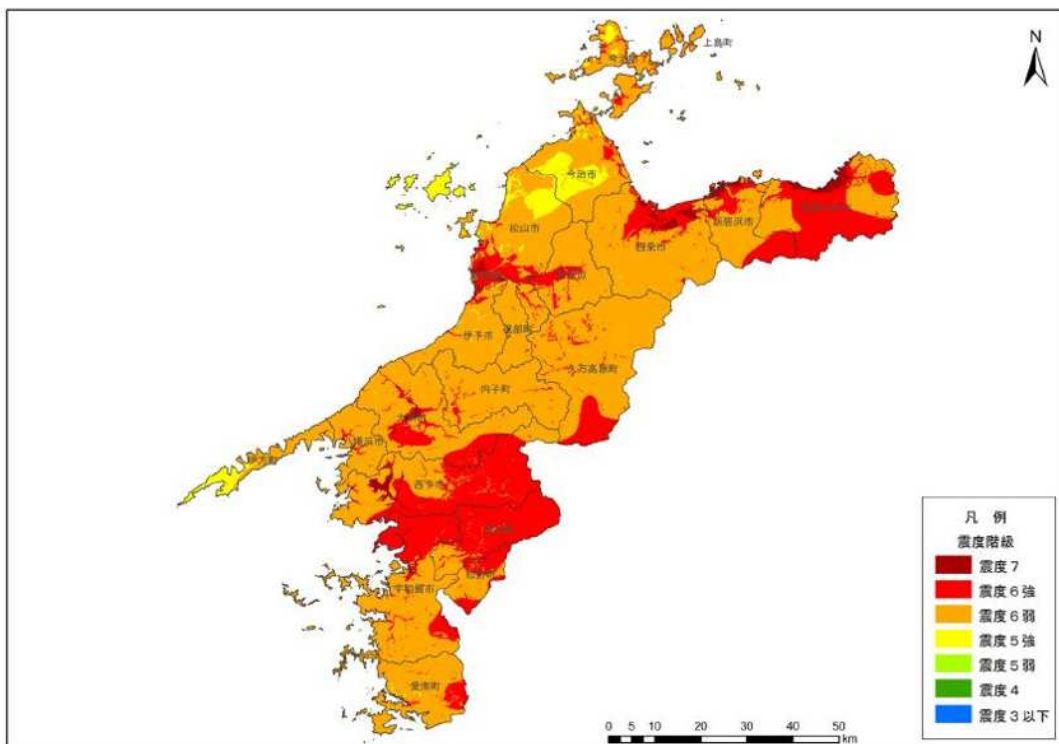 上島町
N
今治市
松山市
西条市
新居浜市
伊予市
砥部町
久万高原町
内子町
八幡浜市
西予市
宇和島市
愛南町
凡 例
震度階級
震度7
震度6強
震度6弱
震度5強
震度5弱
震度4
震度3以下
0 5 10 20 30 40 50
km